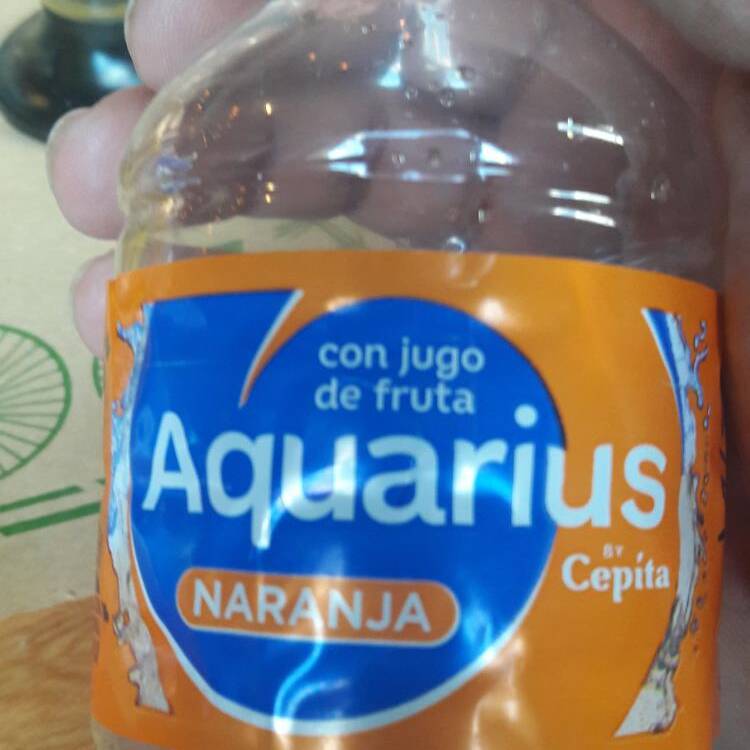 con jugo
de fruta
Aquarius
BY
Cepita
NARANJA